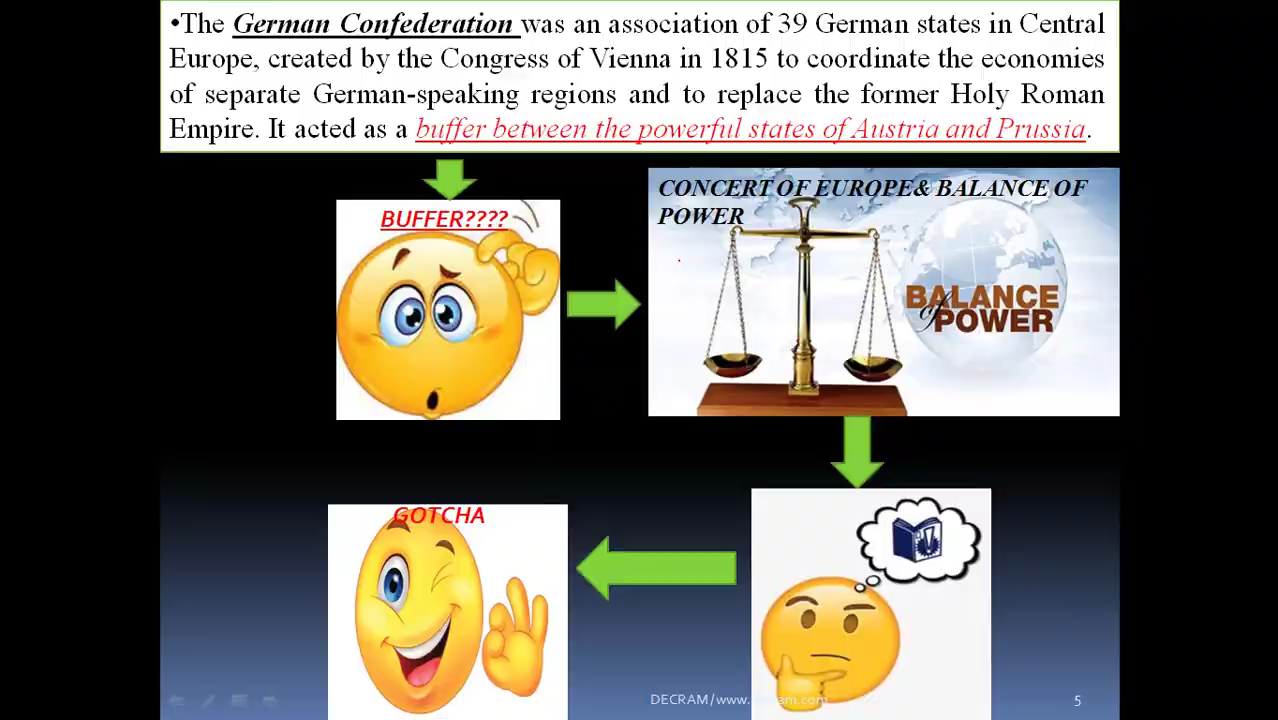 •The German Confederation was an association of 39 German states in Central
Europe, created by the Congress of Vienna in 1815 to coordinate the economies
of separate German-speaking regions and to replace the former Holy Roman
Empire. It acted as a buffer between the powerful states of Austria and Prussia.
BUFFER????
CONCERT OF EUROPE& BALANCE OF
POWER
BALANCE
of POWER
GOTCHA
DECRAM/www. .com
5